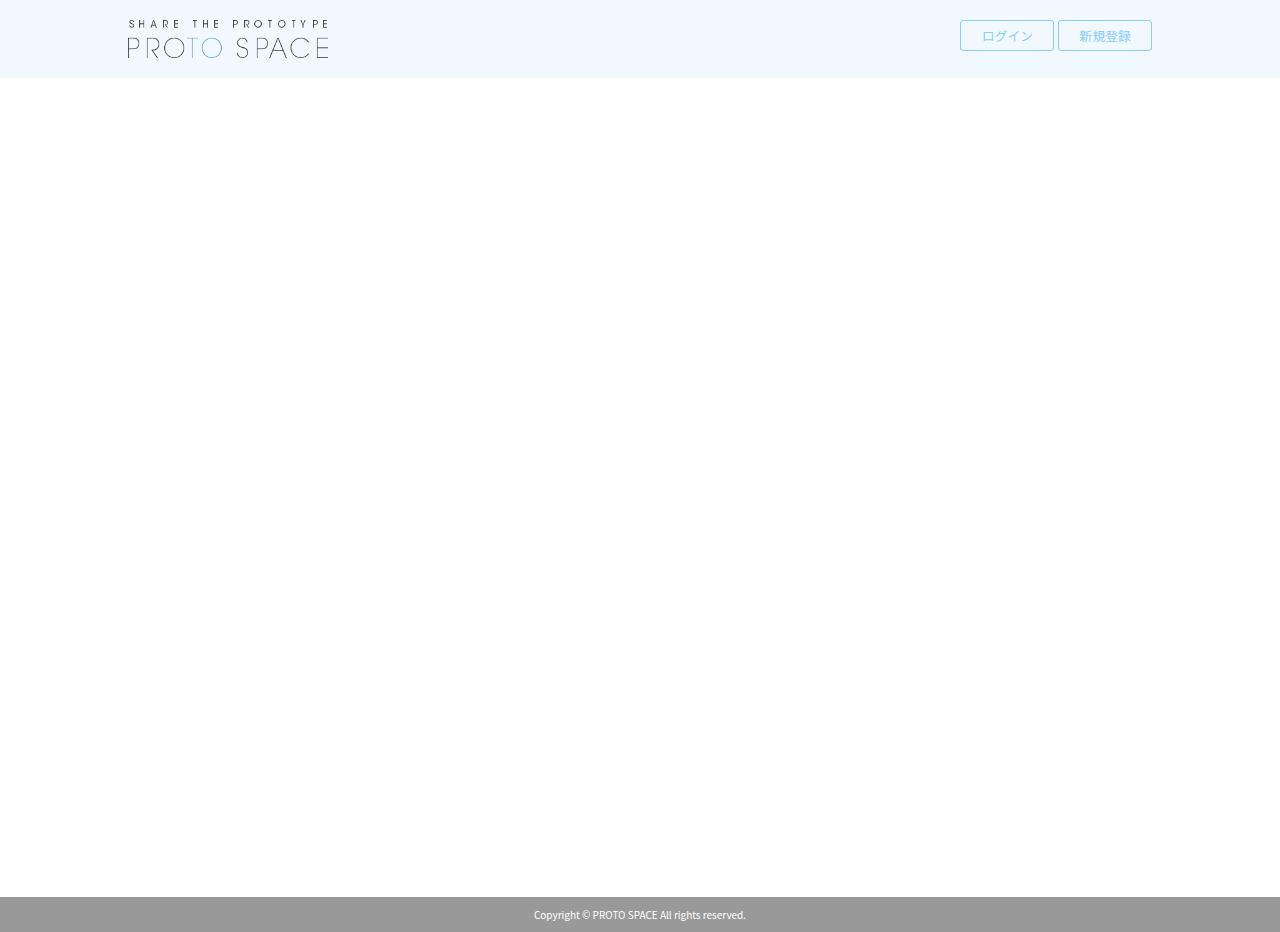 SHARE THE PROTOTYPE
PROTO SPACE
ログイン
新規登録
Copyright © PROTO SPACE All rights reserved.